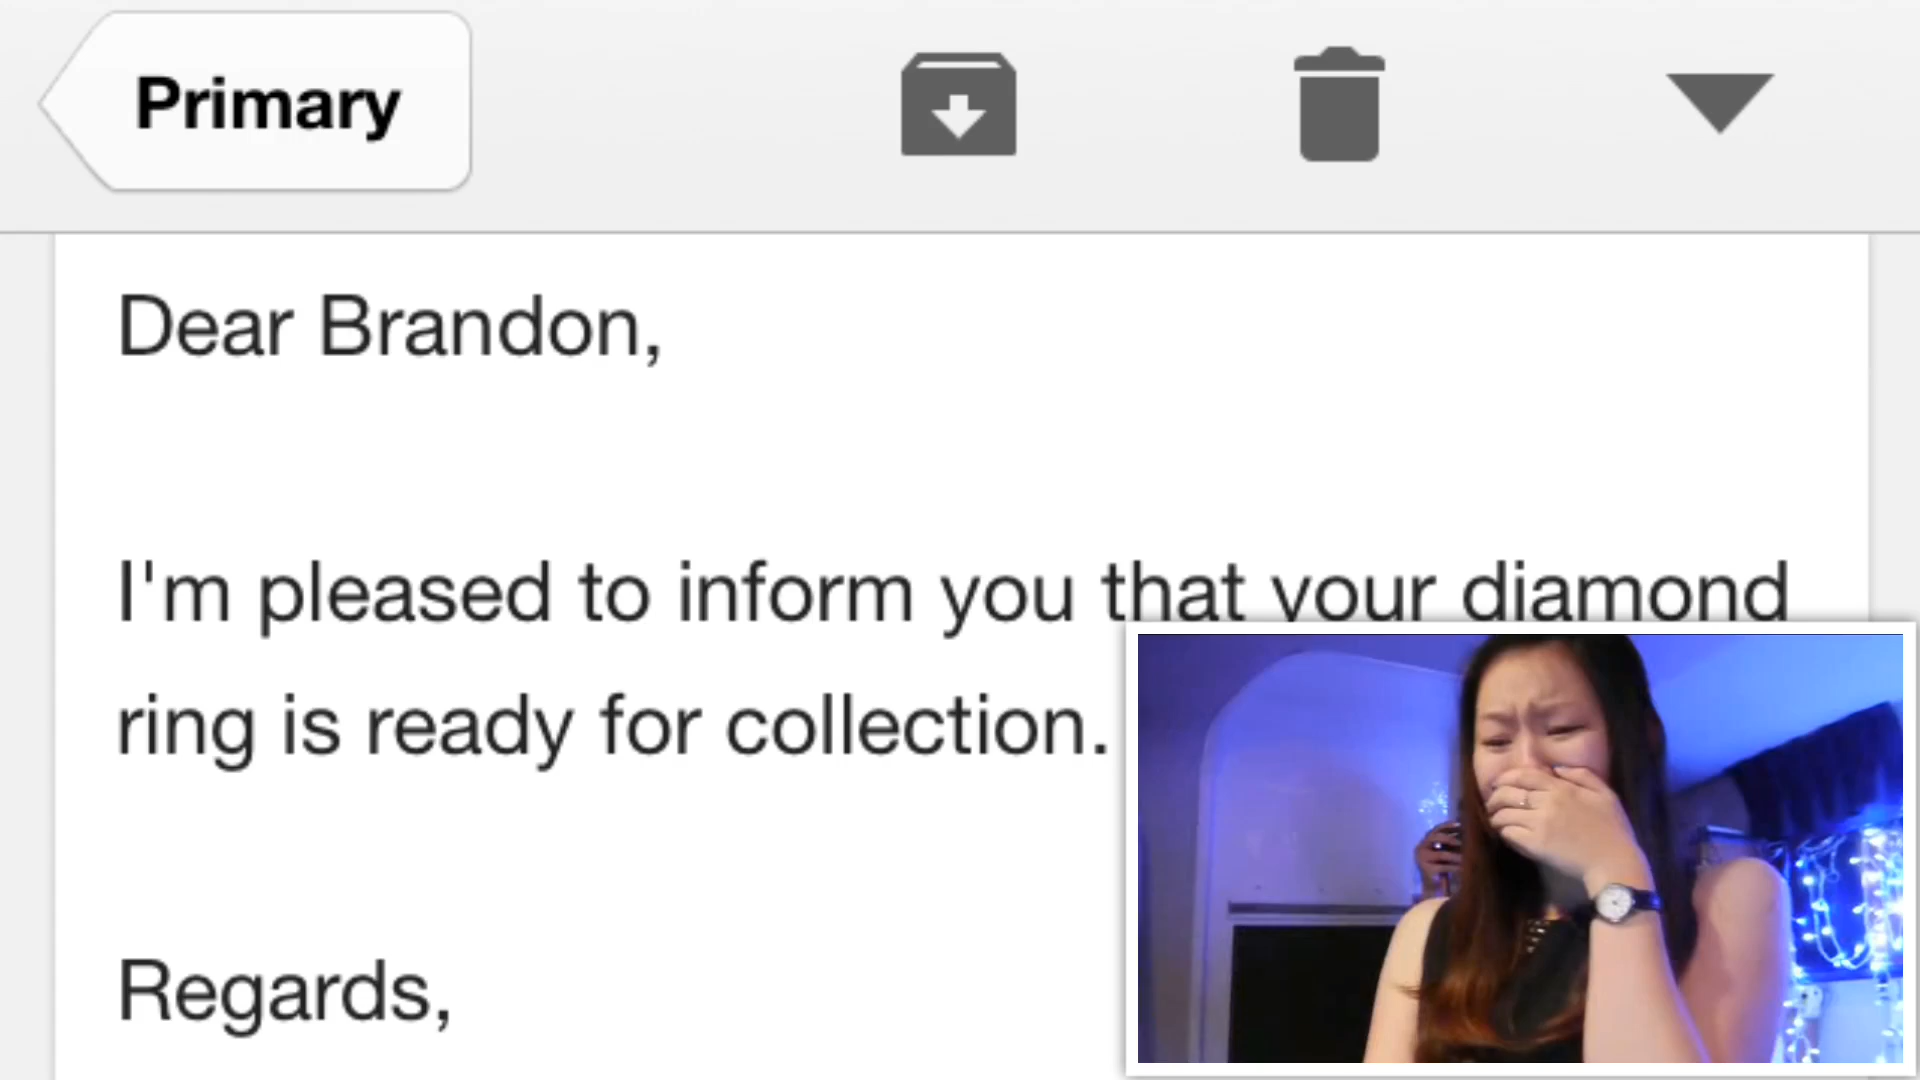 Primary
Dear Brandon,
I'm pleased to inform you that your diamond
ring is ready for collection.
Regards,